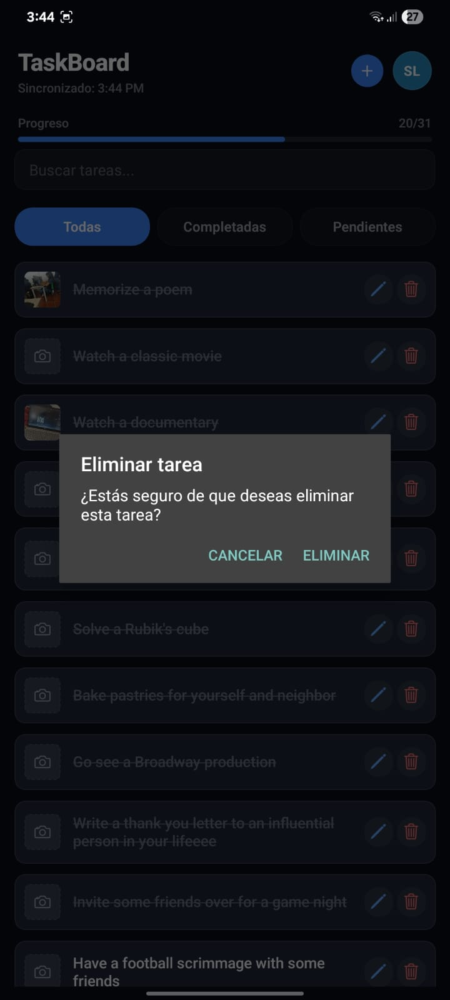 3:44
27
TaskBoard
Sincronizado: 3:44 PM
+
SL
Progreso
20/31
Buscar tareas...
Todas
Completadas
Pendientes
Memorize a poem
Watch a classic movie
Watch a documentary
Eliminar tarea
¿Estás seguro de que deseas eliminar
esta tarea?
CANCELAR
ELIMINAR
Solve a Rubik's cube
Bake pastries for yourself and neighbor
Go see a Broadway production
Write a thank you letter to an influential
person in your lifeeee
Invite some friends over for a game night
Have a football scrimmage with some
friends